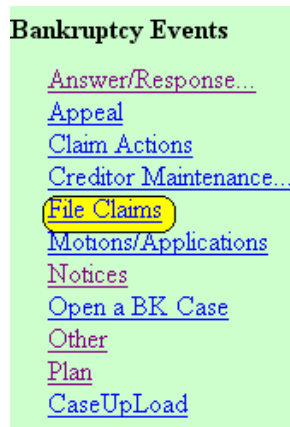 Bankruptcy Events
Answer/Response...
Appeal
Claim Actions
Creditor Maintenance...
File Claims
Motions/Applications
Notices
Open a BK Case
Other
Plan
CaseUpLoad